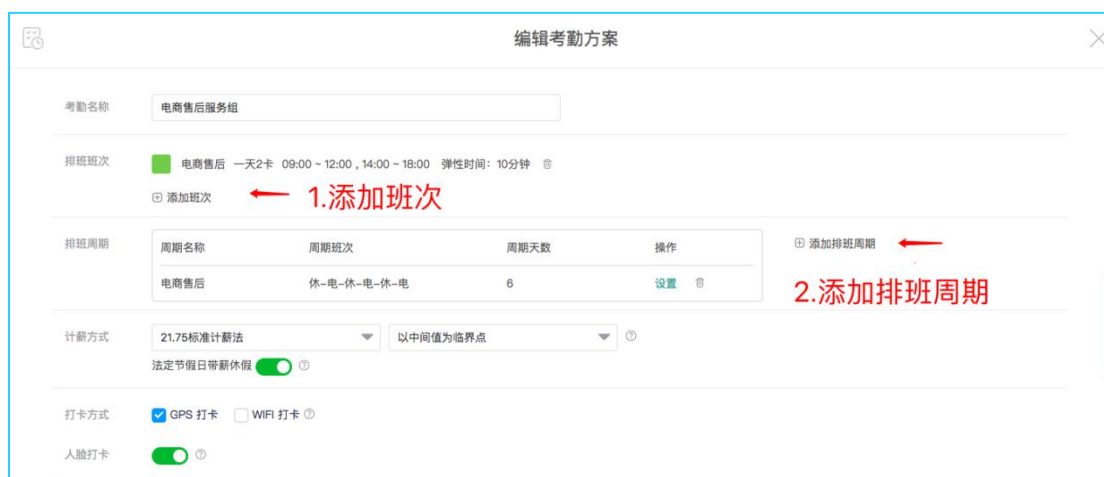 编辑考勤方案
考勤名称 电商售后服务组
排班班次 电商售后 一天2卡 09:00 ~ 12:00 , 14:00 ~ 18:00 弹性时间：10分钟
添加班次 1.添加班次
排班周期 周期名称 周期班次 周期天数 操作 添加排班周期
电商售后 休-电-休-电-休-电 6 设置 2.添加排班周期
计薪方式 21.75标准计薪法 以中间值为临界点
法定节假日带薪休假
打卡方式 GPS 打卡 WIFI 打卡
人脸打卡